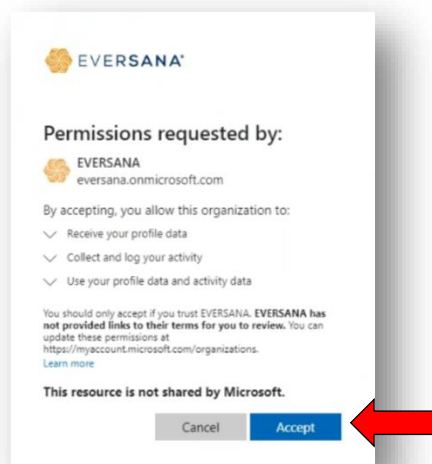 EVERSANA
Permissions requested by:
EVERSANA
eversana.onmicrosoft.com
By accepting, you allow this organization to:
Receive your profile data
Collect and log your activity
Use your profile data and activity data
You should only accept if you trust EVERSANA. EVERSANA has
not provided links to their terms for you to review. You can
update these permissions at
https://myaccount.microsoft.com/organizations.
Learn more
This resource is not shared by Microsoft.
Cancel Accept